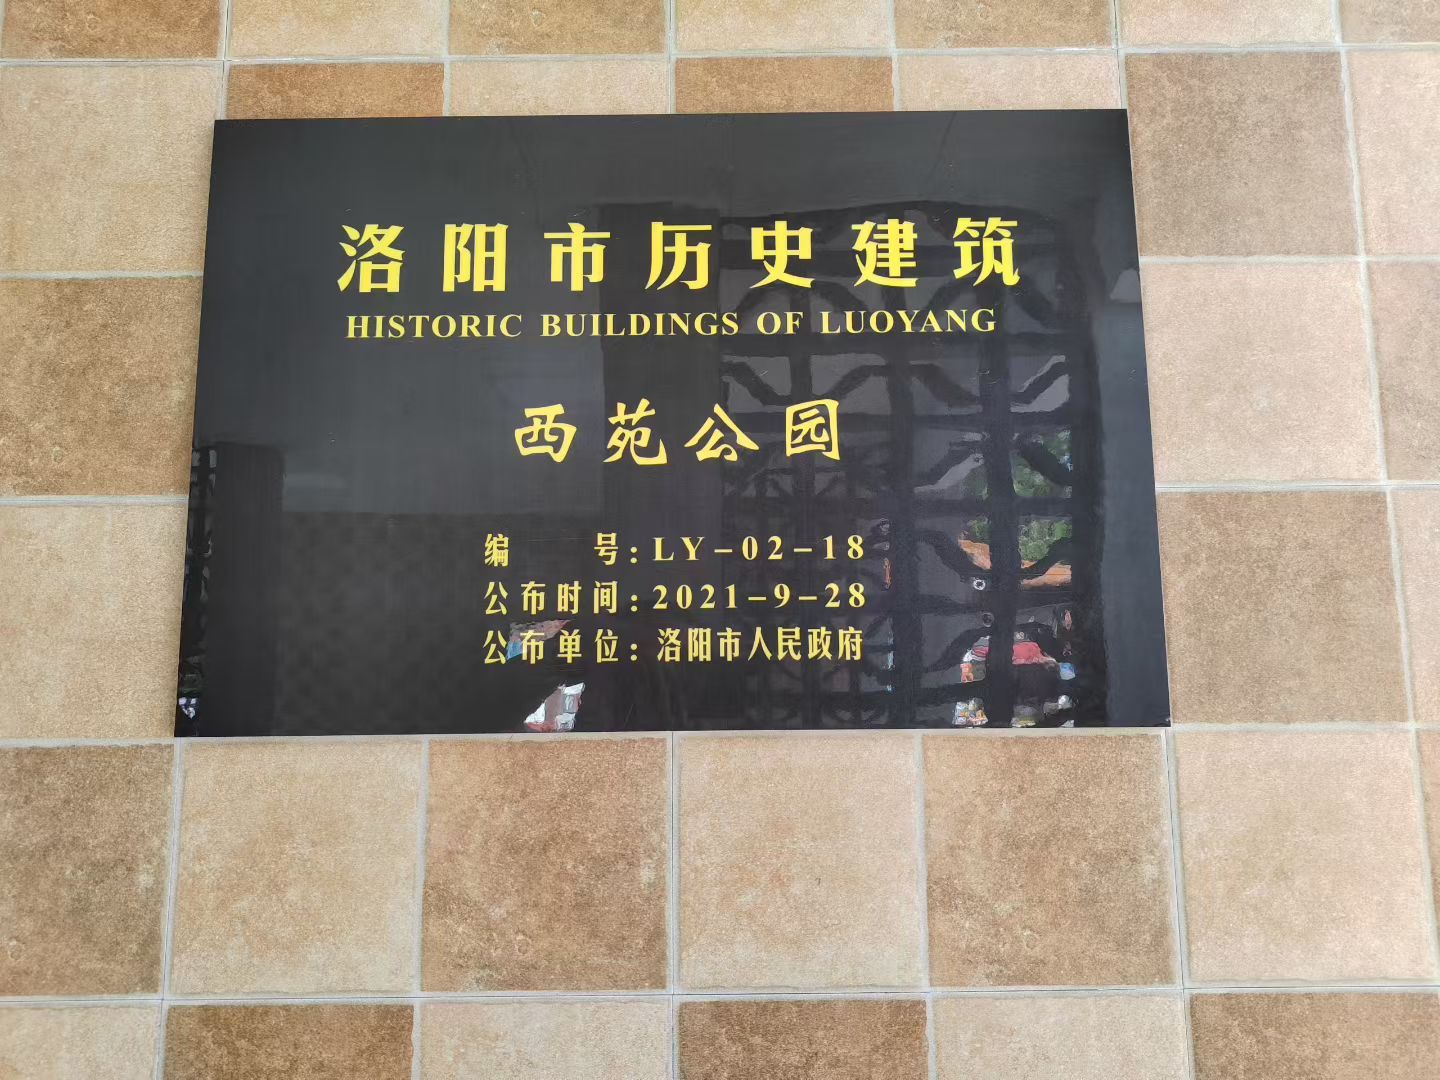 洛阳市历史建筑
HISTORIC BUILDINGS OF LUOYANG
西苑公园
编 号:LY-02-18
公布时间:2021-9-28
公布单位:洛阳市人民政府